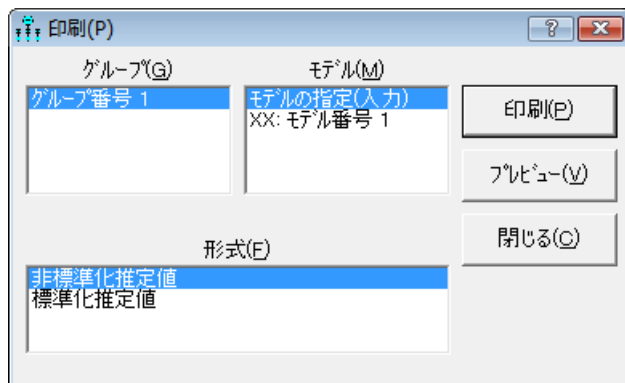 印刷(P)
グループ(G)
モデル(M)
グループ番号 1
モデルの指定(入力)
XX: モデル番号 1
印刷(P)
プレビュー(V)
閉じる(C)
形式(F)
非標準化推定値
標準化推定値